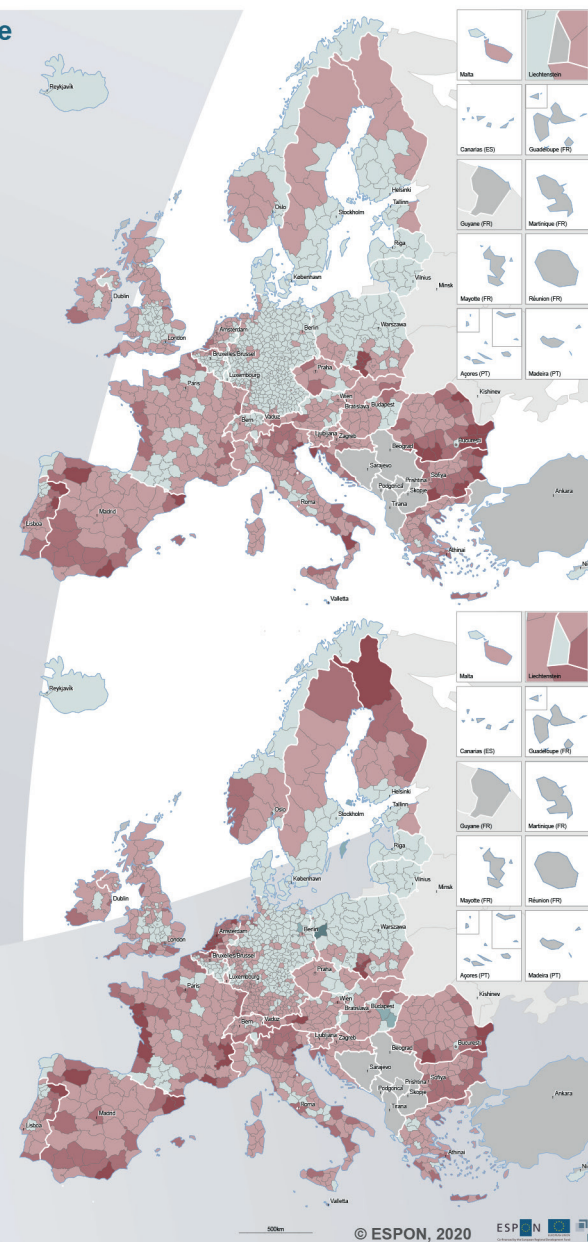 e
Reykjavík
Oslo
Helsinki
Tallinn
Stockholm
Riga
København
Vilnius
Minsk
Dublin
London
Amsterdam
Berlin
Warszawa
Bruxelles/Brussel
Luxembourg
Praha
Paris
Wien
Bratislava
Budapest
Kishinev
Bern
Vaduz
Ljubljana
Zagreb
Beograd
Bucuresti
Sarajevo
Prishtina
Sofiya
Podgorica
Skopje
Roma
Tirana
Ankara
Madrid
Lisboa
Athinai
Valletta
Malta
Liechtenstein
Canarias (ES)
Guadeloupe (FR)
Guyane (FR)
Martinique (FR)
Mayotte (FR)
Réunion (FR)
Açores (PT)
Madeira (PT)
Reykjavík
Oslo
Helsinki
Tallinn
Stockholm
Riga
København
Vilnius
Minsk
Dublin
London
Amsterdam
Berlin
Warszawa
Bruxelles/Brussel
Luxembourg
Praha
Paris
Wien
Bratislava
Budapest
Kishinev
Bern
Vaduz
Ljubljana
Zagreb
Beograd
Bucuresti
Sarajevo
Prishtina
Sofiya
Podgorica
Skopje
Roma
Tirana
Ankara
Madrid
Lisboa
Athinai
Valletta
Malta
Liechtenstein
Canarias (ES)
Guadeloupe (FR)
Guyane (FR)
Martinique (FR)
Mayotte (FR)
Réunion (FR)
Açores (PT)
Madeira (PT)
500km
© ESPON, 2020
ESPON